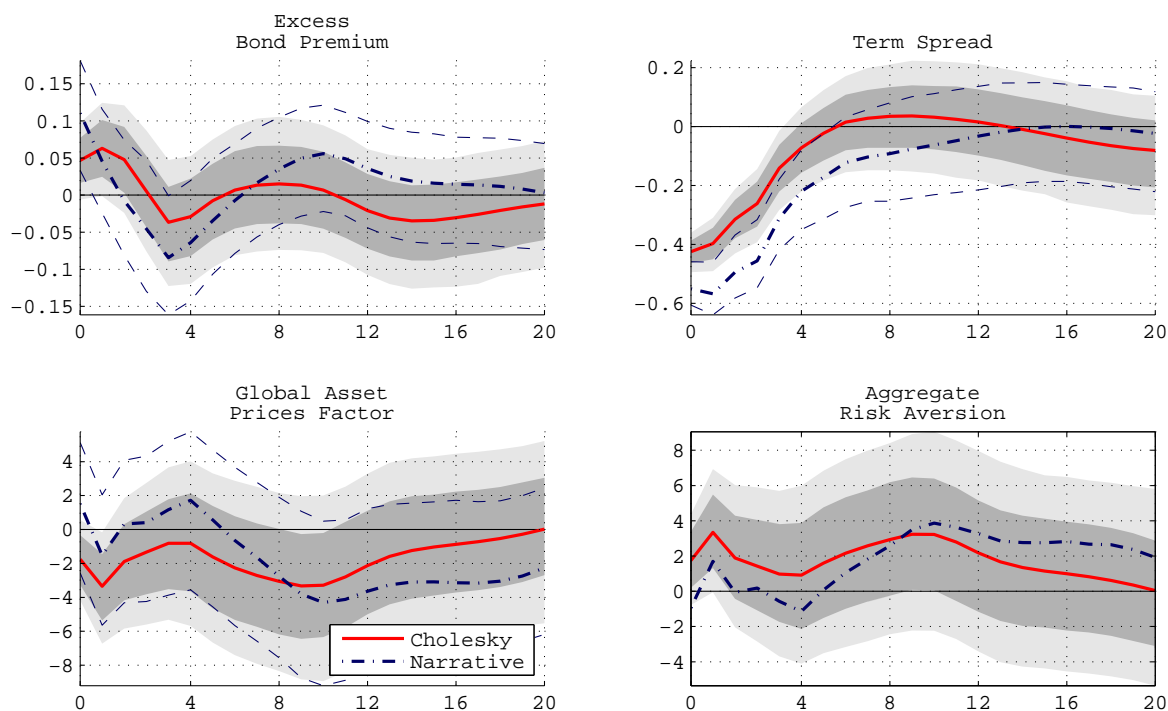 Excess
Bond Premium
0.15
0.1
0.05
0
−0.05
−0.1
−0.15
0 4 8 12 16 20
Term Spread
0.2
0
−0.2
−0.4
−0.6
0 4 8 12 16 20
Global Asset
Prices Factor
4
2
0
−2
−4
−6
−8
0 4 8 12 16 20
Cholesky
Narrative
Aggregate
Risk Aversion
8
6
4
2
0
−2
−4
0 4 8 12 16 20